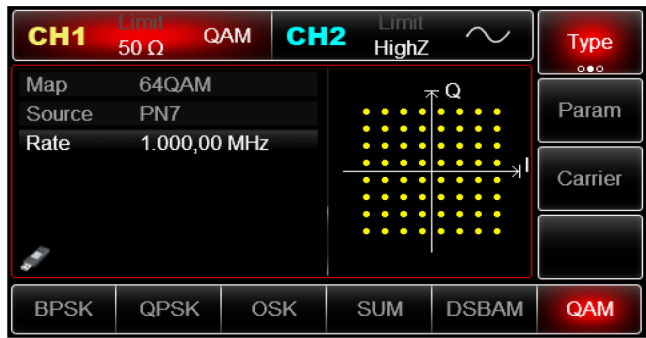 CH1 Limit 50 Ω QAM CH2 Limit HighZ Type
Map 64QAM
Source PN7
Rate 1.000,00 MHz
Q
I
Param
Carrier
BPSK QPSK OSK SUM DSBAM QAM